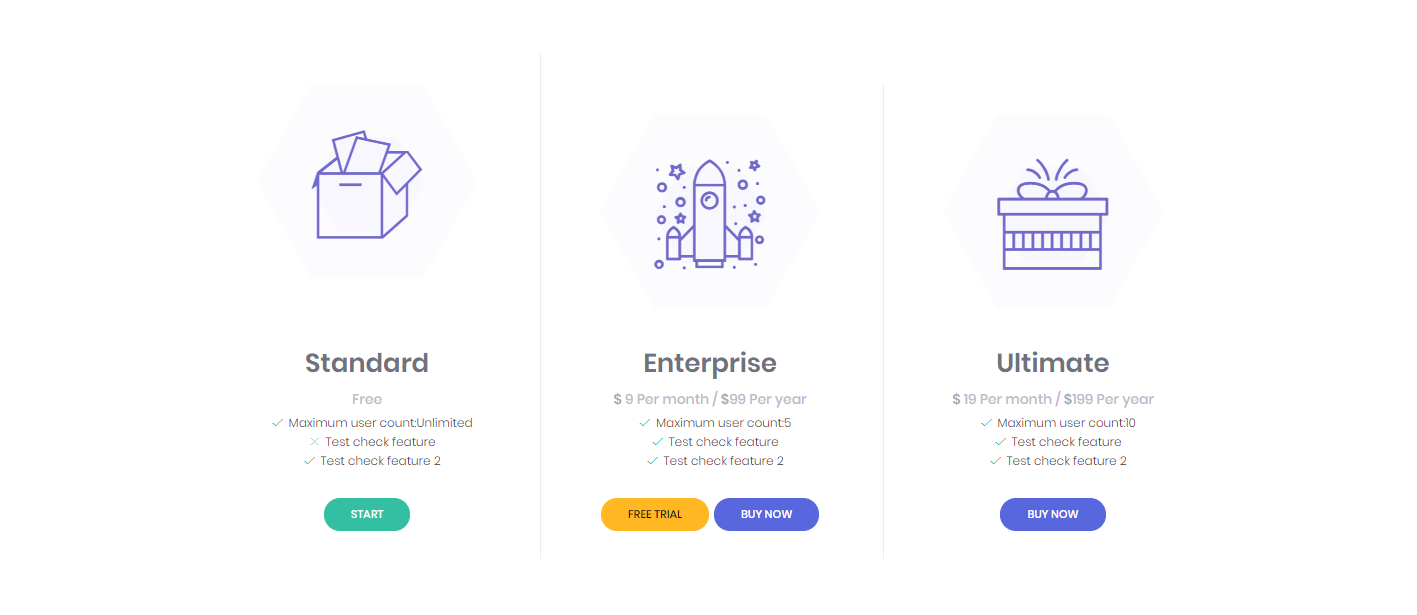 Standard
Free
Maximum user count:Unlimited
Test check feature
Test check feature 2
START
Enterprise
$ 9 Per month / $99 Per year
Maximum user count:5
Test check feature
Test check feature 2
FREE TRIAL
BUY NOW
Ultimate
$ 19 Per month / $199 Per year
Maximum user count:10
Test check feature
Test check feature 2
BUY NOW